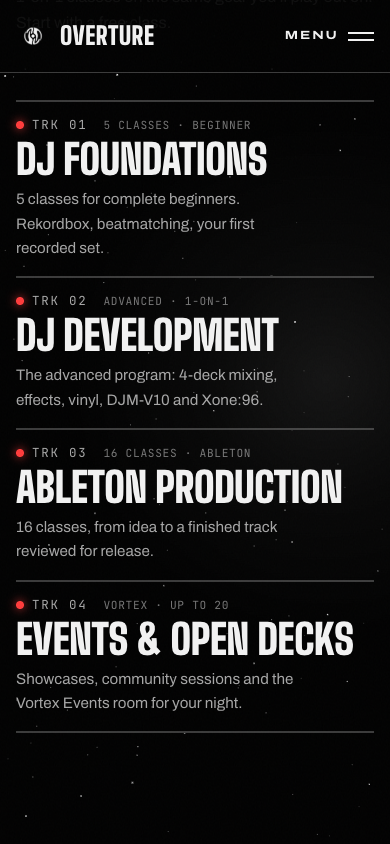 Start with a free class.
OVERTURE
MENU
TRK 01 5 CLASSES · BEGINNER
DJ FOUNDATIONS
5 classes for complete beginners.
Rekordbox, beatmatching, your first
recorded set.
TRK 02 ADVANCED · 1-ON-1
DJ DEVELOPMENT
The advanced program: 4-deck mixing,
effects, vinyl, DJM-V10 and Xone:96.
TRK 03 16 CLASSES · ABLETON
ABLETON PRODUCTION
16 classes, from idea to a finished track
reviewed for release.
TRK 04 VORTEX · UP TO 20
EVENTS & OPEN DECKS
Showcases, community sessions and the
Vortex Events room for your night.